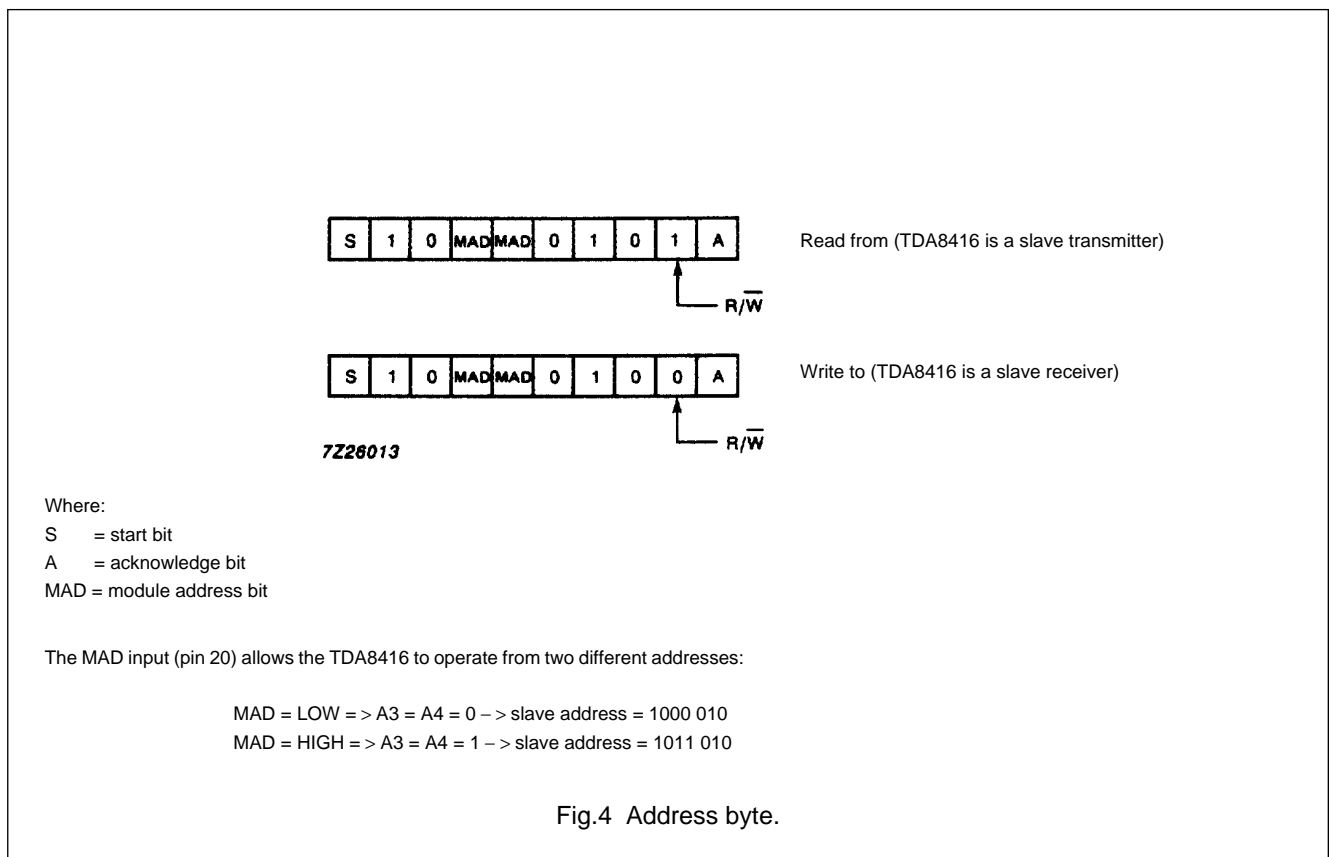 S 1 0 MAD MAD 0 1 0 1 A
Read from (TDA8416 is a slave transmitter)
R/W̅
S 1 0 MAD MAD 0 1 0 0 A
Write to (TDA8416 is a slave receiver)
R/W̅
7Z26013
Where:
S = start bit
A = acknowledge bit
MAD = module address bit
The MAD input (pin 20) allows the TDA8416 to operate from two different addresses:
MAD = LOW = > A3 = A4 = 0 – > slave address = 1000 010
MAD = HIGH = > A3 = A4 = 1 – > slave address = 1011 010
Fig.4 Address byte.